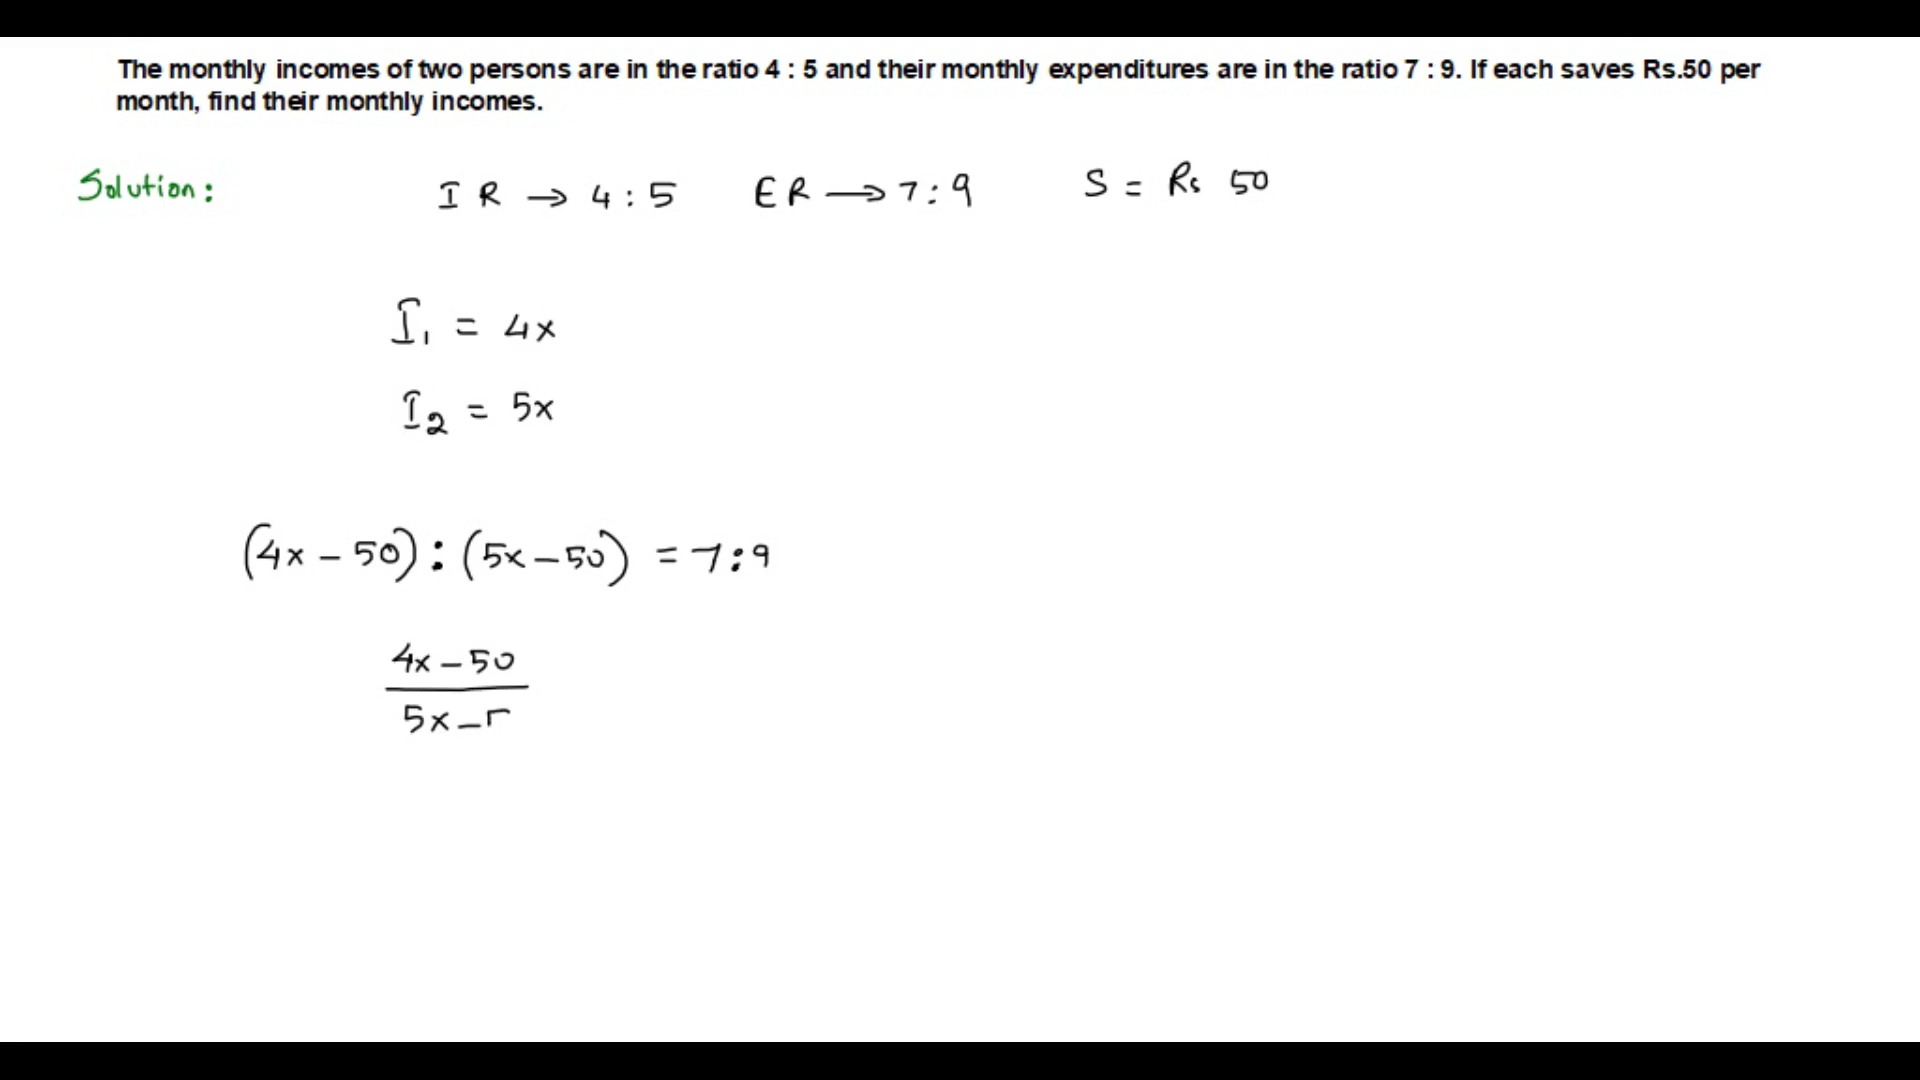 The monthly incomes of two persons are in the ratio 4 : 5 and their monthly expenditures are in the ratio 7 : 9. If each saves Rs.50 per
month, find their monthly incomes.
Solution: I R → 4 : 5 E R → 7 : 9 S = Rs 50
I₁ = 4x
I₂ = 5x
(4x - 50) : (5x - 50) = 7 : 9
4x - 50
5x -